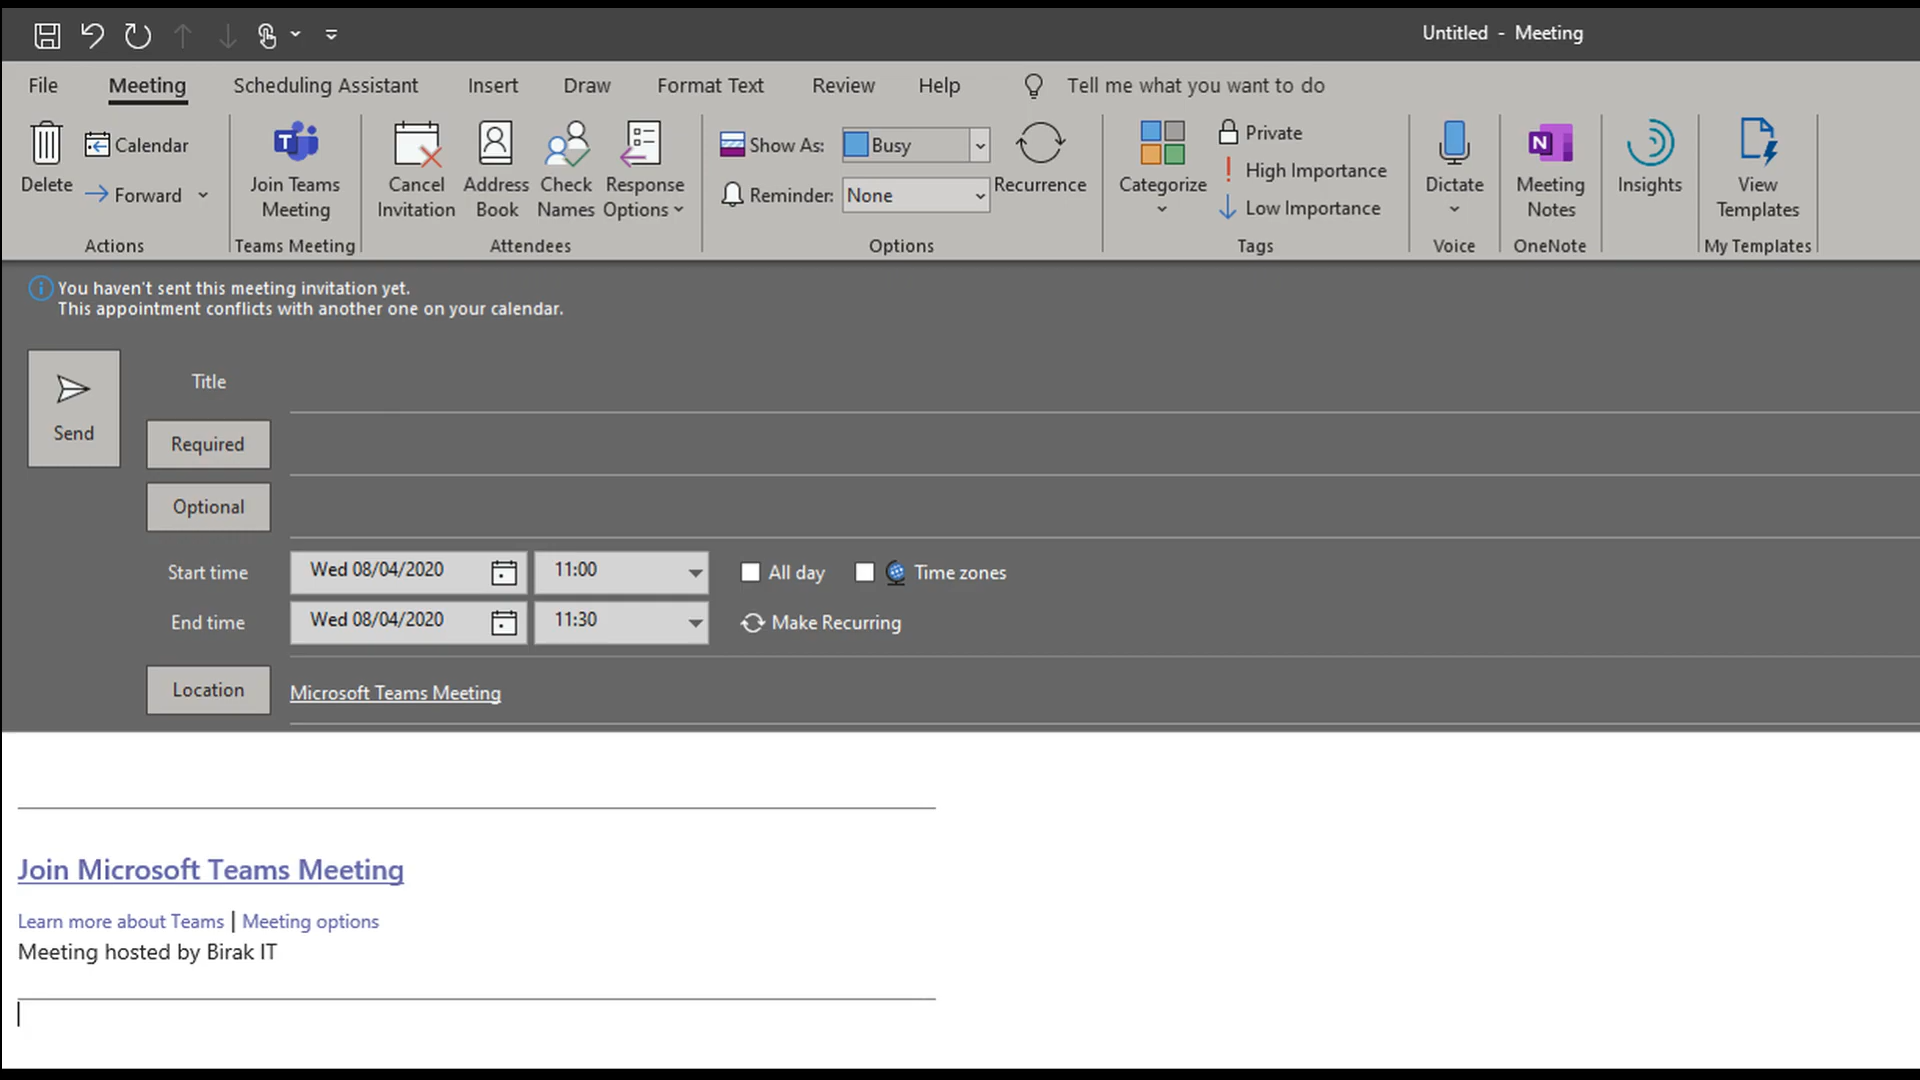 Untitled - Meeting
File Meeting Scheduling Assistant Insert Draw Format Text Review Help Tell me what you want to do
Delete
Calendar
Forward
Actions
Join Teams
Meeting
Teams Meeting
Cancel
Invitation
Address
Book
Check
Names
Response
Options
Attendees
Show As: Busy
Reminder: None
Recurrence
Options
Categorize
Private
High Importance
Low Importance
Tags
Dictate
Voice
Meeting
Notes
OneNote
Insights
View
Templates
My Templates
You haven't sent this meeting invitation yet.
This appointment conflicts with another one on your calendar.
Send
Title
Required
Optional
Start time Wed 08/04/2020 11:00 All day Time zones
End time Wed 08/04/2020 11:30 Make Recurring
Location Microsoft Teams Meeting
Join Microsoft Teams Meeting
Learn more about Teams | Meeting options
Meeting hosted by Birak IT